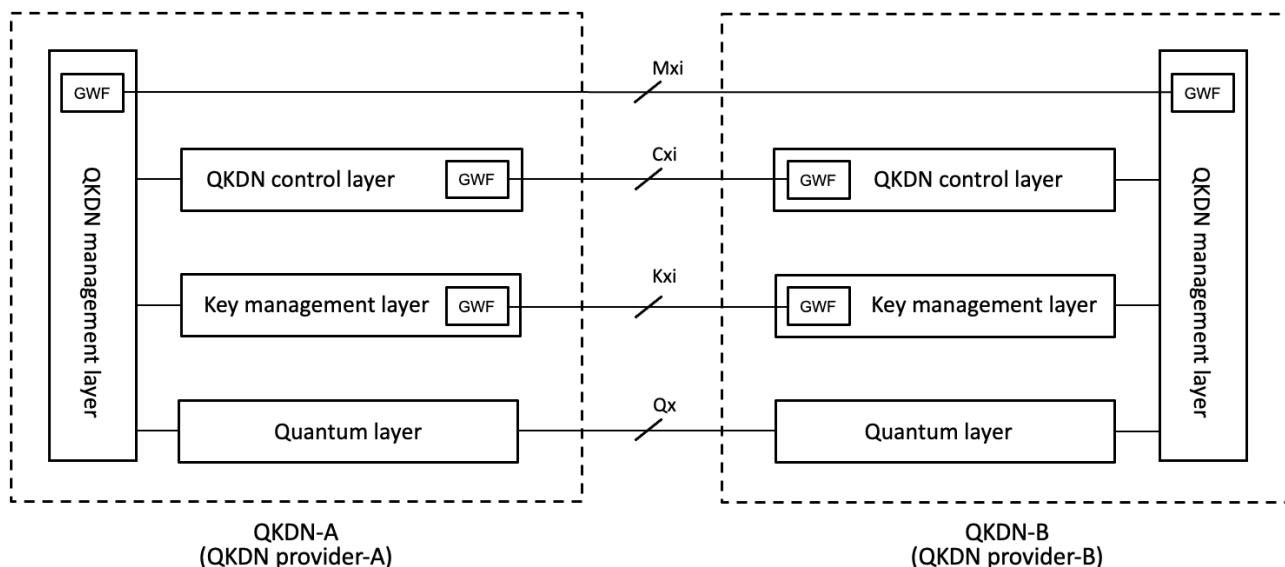 Mxi
GWF
GWF
Cxi
QKDN control layer
GWF
GWF
QKDN control layer
QKDN management layer
QKDN management layer
Kxi
Key management layer
GWF
GWF
Key management layer
Qx
Quantum layer
Quantum layer
QKDN-A
(QKDN provider-A)
QKDN-B
(QKDN provider-B)